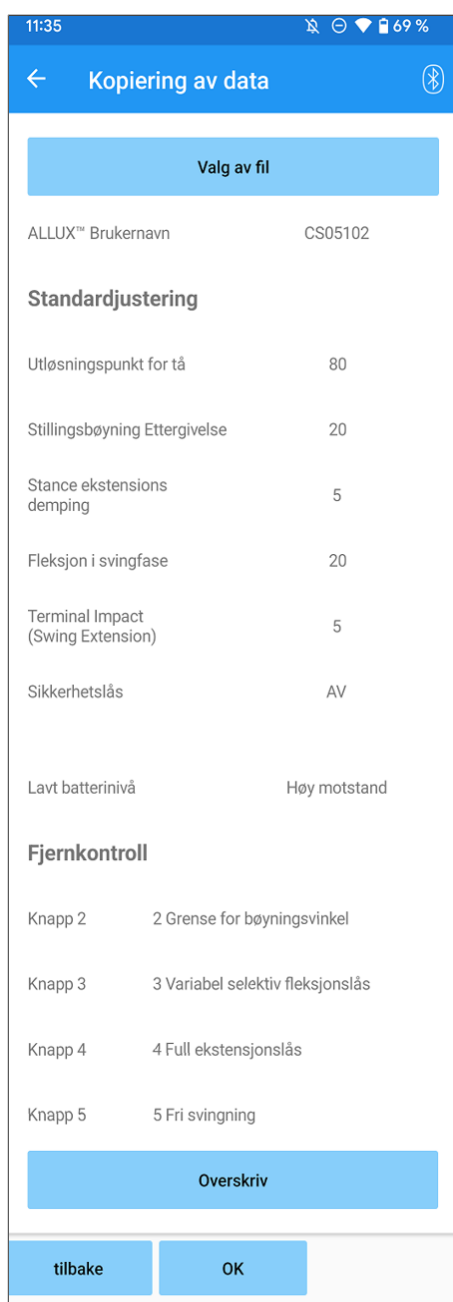 11:35 69 %
Kopiering av data
Valg av fil
ALLUX™ Brukernavn CS05102
Standardjustering
Utløsningspunkt for tå 80
Stillingsbøyning Ettergivelse 20
Stance ekstensions
demping 5
Fleksjon i svingfase 20
Terminal Impact
(Swing Extension) 5
Sikkerhetslås AV
Lavt batterinivå Høy motstand
Fjernkontroll
Knapp 2 2 Grense for bøyningsvinkel
Knapp 3 3 Variabel selektiv fleksjonslås
Knapp 4 4 Full ekstensjonslås
Knapp 5 5 Fri svingning
Overskriv
tilbake OK